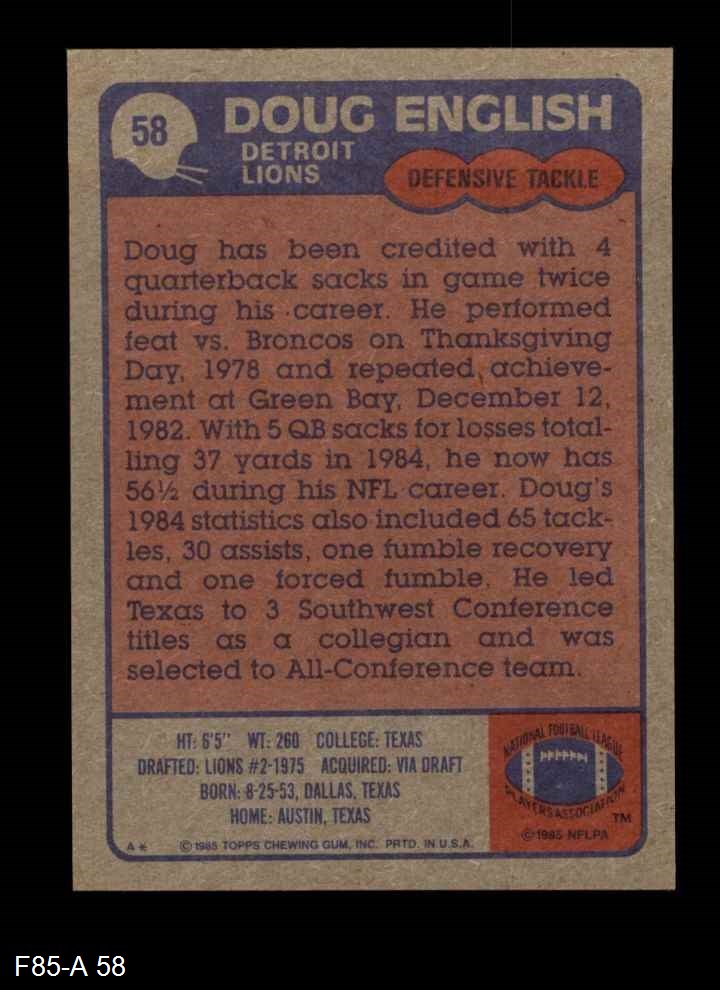 58
DOUG ENGLISH
DETROIT
LIONS
DEFENSIVE TACKLE
Doug has been credited with 4
quarterback sacks in game twice
during his career. He performed
feat vs. Broncos on Thanksgiving
Day, 1978 and repeated achieve-
ment at Green Bay, December 12,
1982. With 5 QB sacks for losses total-
ling 37 yards in 1984, he now has
56½ during his NFL career. Doug's
1984 statistics also included 65 tack-
les, 30 assists, one fumble recovery
and one forced fumble. He led
Texas to 3 Southwest Conference
titles as a collegian and was
selected to All-Conference team.
HT: 6'5" WT: 260 COLLEGE: TEXAS
DRAFTED: LIONS #2-1975 ACQUIRED: VIA DRAFT
BORN: 8-25-53, DALLAS, TEXAS
HOME: AUSTIN, TEXAS
A* © 1985 TOPPS CHEWING GUM, INC. PRTD. IN U.S.A.
NATIONAL FOOTBALL LEAGUE
PLAYERS ASSOCIATION
TM
© 1985 NFLPA
F85-A 58